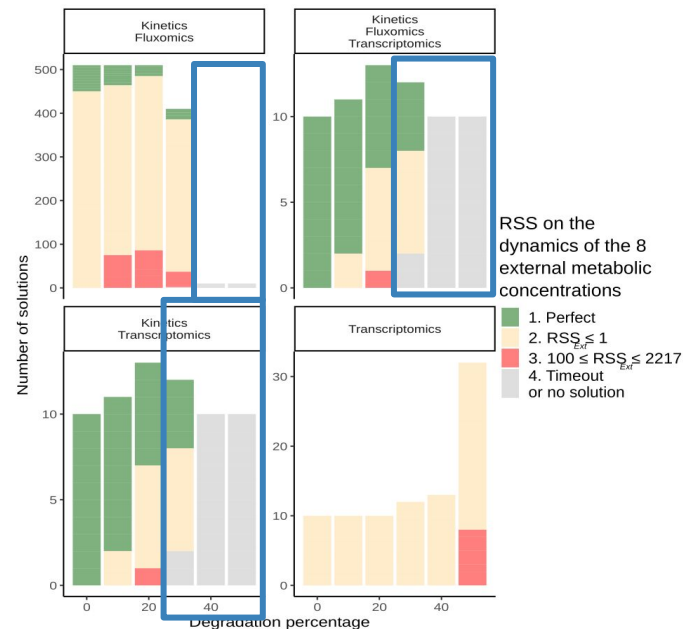 Kinetics
Fluxomics
Kinetics
Fluxomics
Transcriptomics
500
400
300
200
100
0
10
5
0
Number of solutions
Kinetics
Transcriptomics
Transcriptomics
10
5
0
30
20
10
0
0
20
40
0
20
40
Degradation percentage
RSS on the
dynamics of the 8
external metabolic
concentrations
1. Perfect
2. RSS_Ext ≤ 1
3. 100 ≤ RSS_Ext ≤ 2217
4. Timeout
or no solution